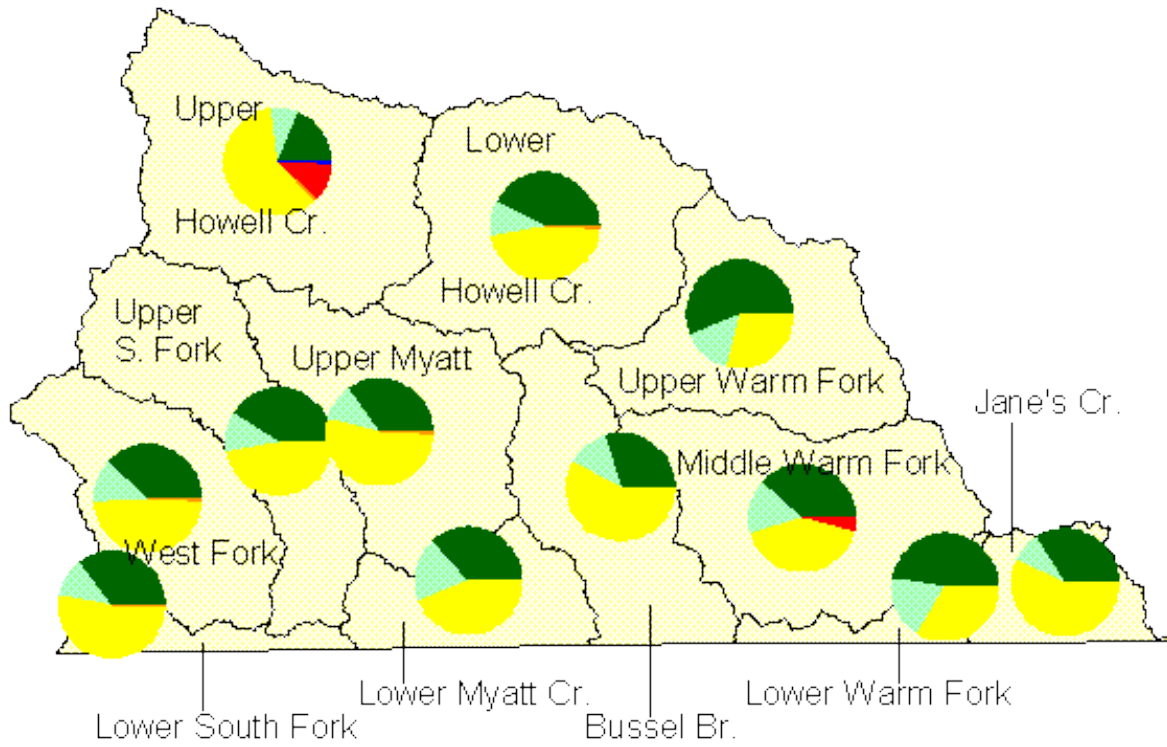 Upper
Howell Cr.
Lower
Howell Cr.
Upper
S. Fork
Upper Myatt
Upper Warm Fork
Jane's Cr.
Middle Warm Fork
West Fork
Lower Myatt Cr.
Lower Warm Fork
Lower South Fork
Bussel Br.